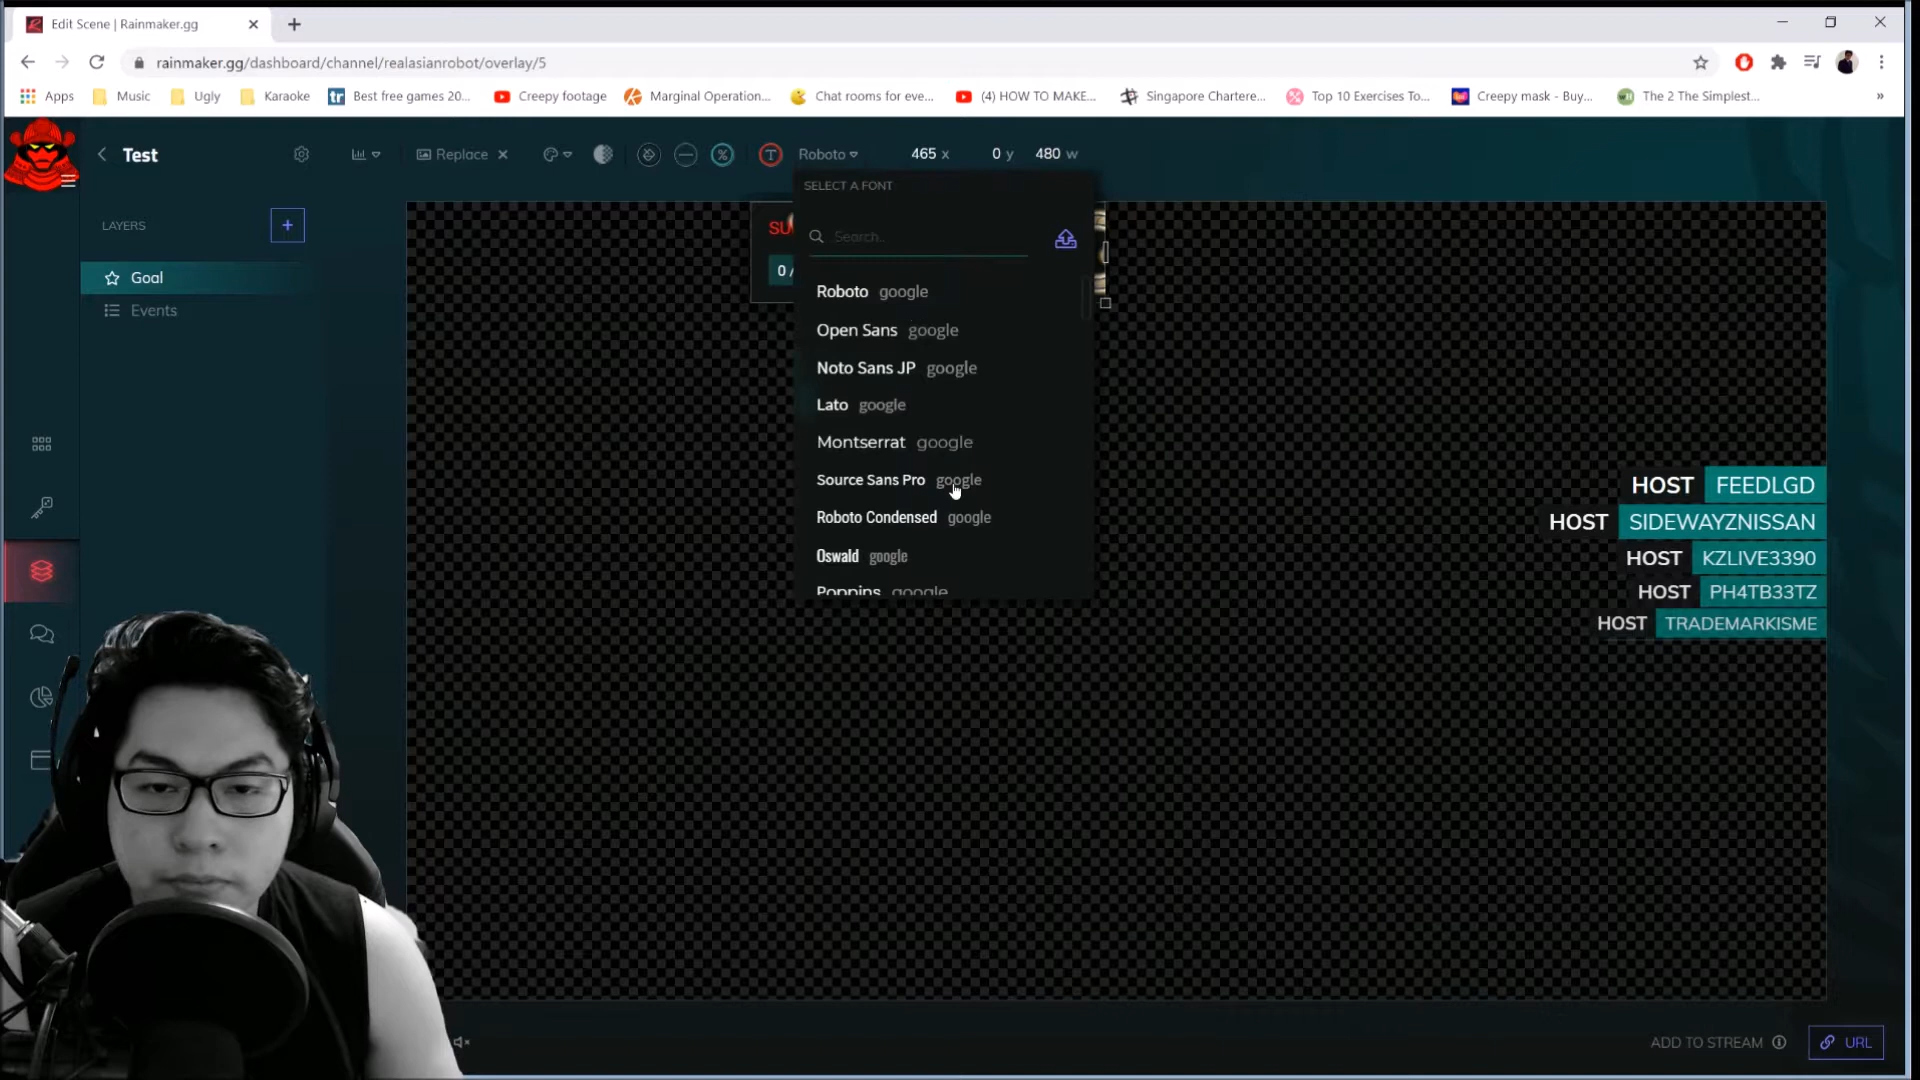 Edit Scene | Rainmaker.gg
rainmaker.gg/dashboard/channel/realasianrobot/overlay/5
Apps Music Ugly Karaoke Best free games 20... Creepy footage Marginal Operation... Chat rooms for eve... (4) HOW TO MAKE... Singapore Chartere... Top 10 Exercises To... Creepy mask - Buy... The 2 The Simplest... »
Test Replace Roboto 465 x 0 y 480 w
SELECT A FONT
LAYERS
Search..
SU
0 /
Goal
Events
Roboto google
Open Sans google
Noto Sans JP google
Lato google
Montserrat google
Source Sans Pro google
Roboto Condensed google
Oswald google
Poppins google
HOST FEEDLGD
HOST SIDEWAYZNISSAN
HOST KZLIVE3390
HOST PH4TB33TZ
HOST TRADEMARKISME
ADD TO STREAM URL